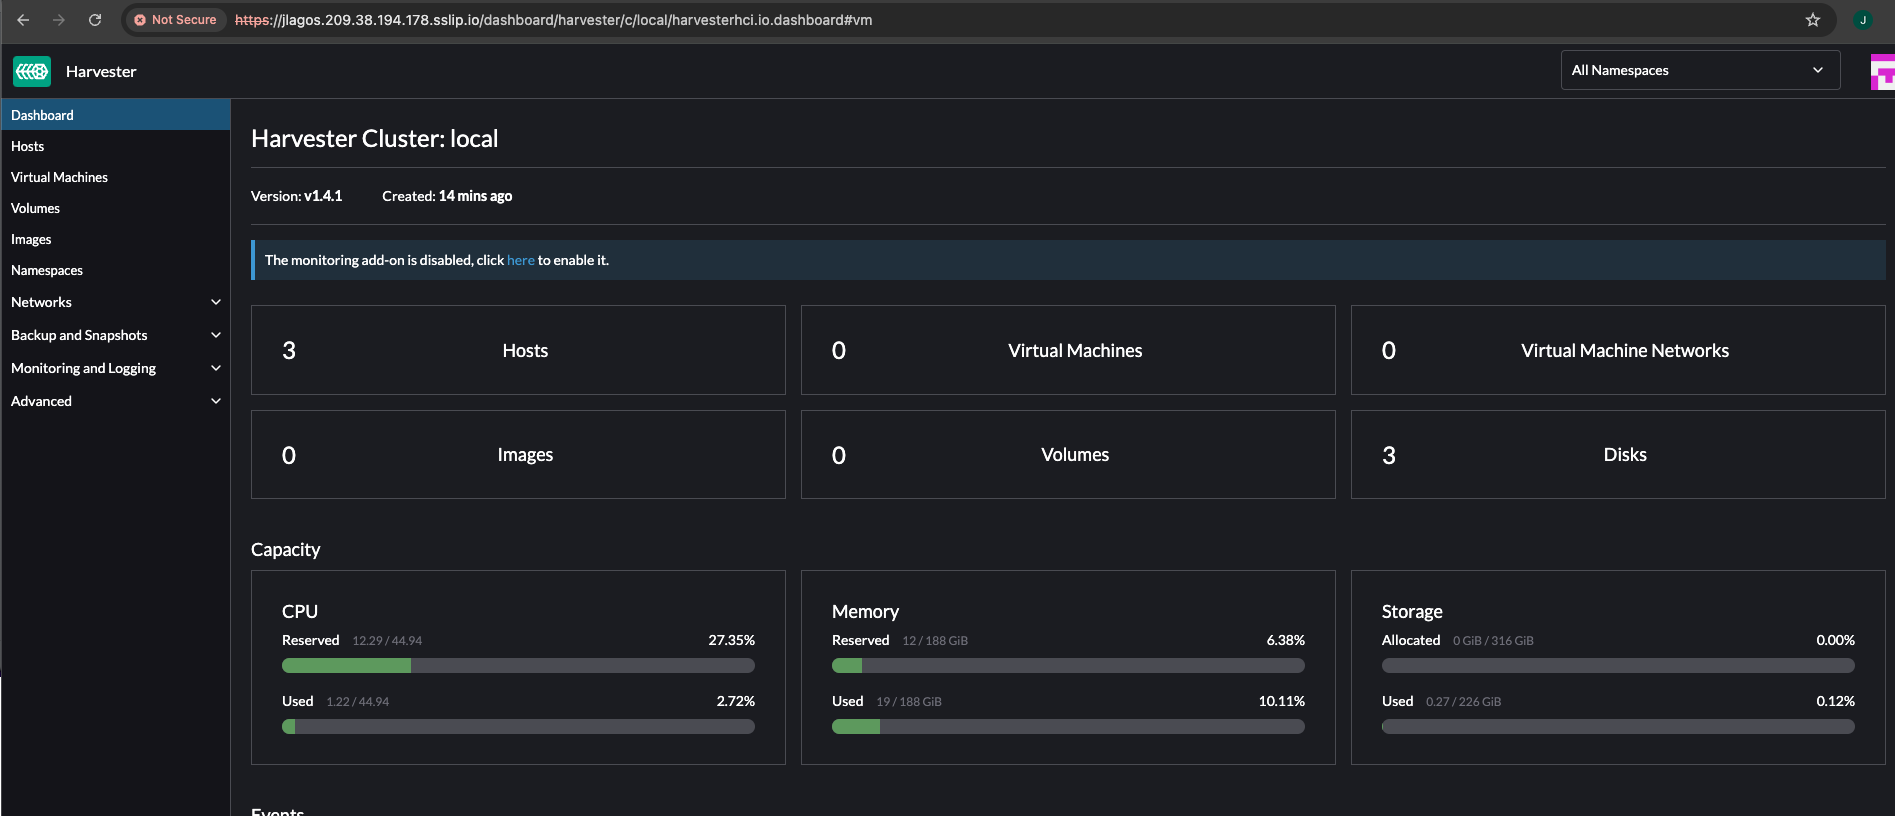 Not Secure https://jlagos.209.38.194.178.sslip.io/dashboard/harvester/c/local/harvesterhci.io.dashboard#vm J
Harvester All Namespaces
Dashboard
Hosts
Virtual Machines
Volumes
Images
Namespaces
Networks
Backup and Snapshots
Monitoring and Logging
Advanced
Harvester Cluster: local
Version: v1.4.1 Created: 14 mins ago
The monitoring add-on is disabled, click here to enable it.
3 Hosts
0 Virtual Machines
0 Virtual Machine Networks
0 Images
0 Volumes
3 Disks
Capacity
CPU
Reserved 12.29 / 44.94 27.35%
Used 1.22 / 44.94 2.72%
Memory
Reserved 12 / 188 GiB 6.38%
Used 19 / 188 GiB 10.11%
Storage
Allocated 0 GiB / 316 GiB 0.00%
Used 0.27 / 226 GiB 0.12%
Events